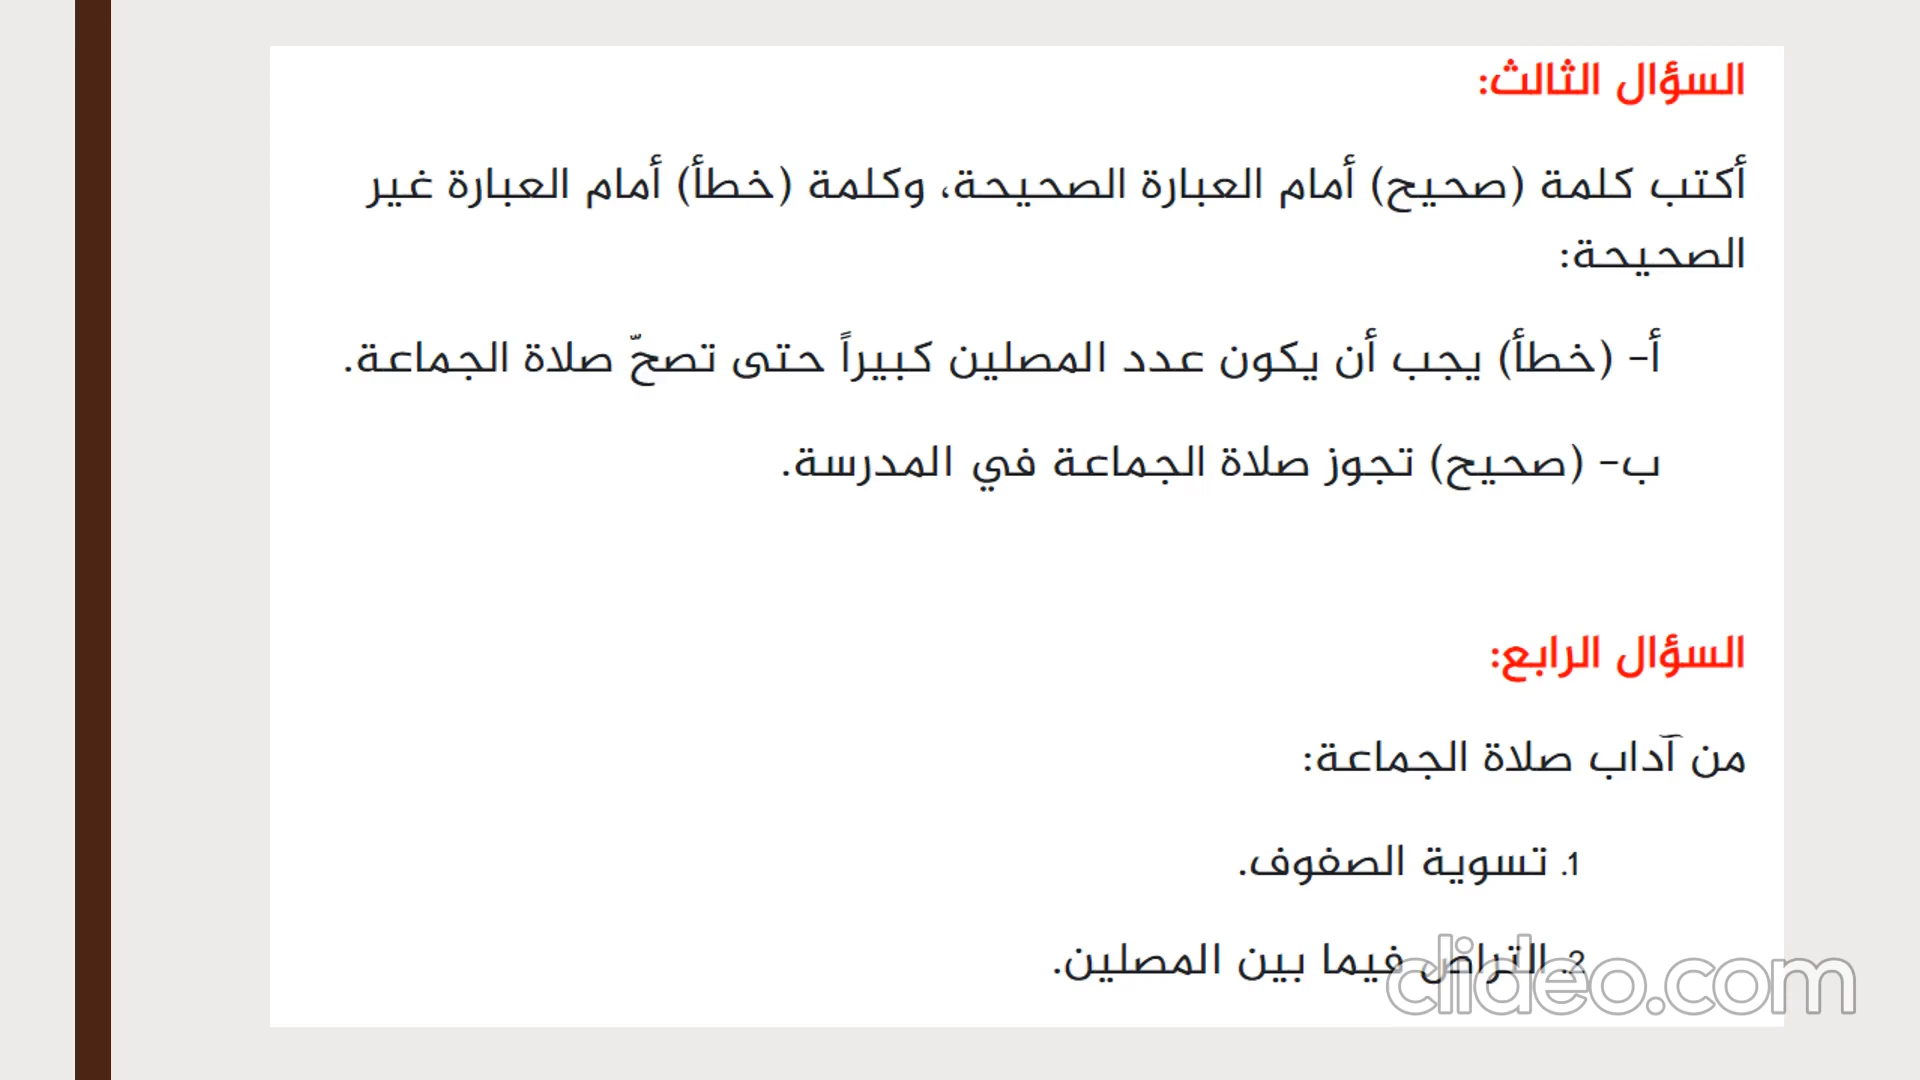 السؤال الثالث:
أكتب كلمة (صحيح) أمام العبارة الصحيحة، وكلمة (خطأ) أمام العبارة غير
الصحيحة:
أ- (خطأ) يجب أن يكون عدد المصلين كبيراً حتى تصحّ صلاة الجماعة.
ب- (صحيح) تجوز صلاة الجماعة في المدرسة.
السؤال الرابع:
من آداب صلاة الجماعة:
1. تسوية الصفوف.
2. التراص فيما بين المصلين.
clideo.com